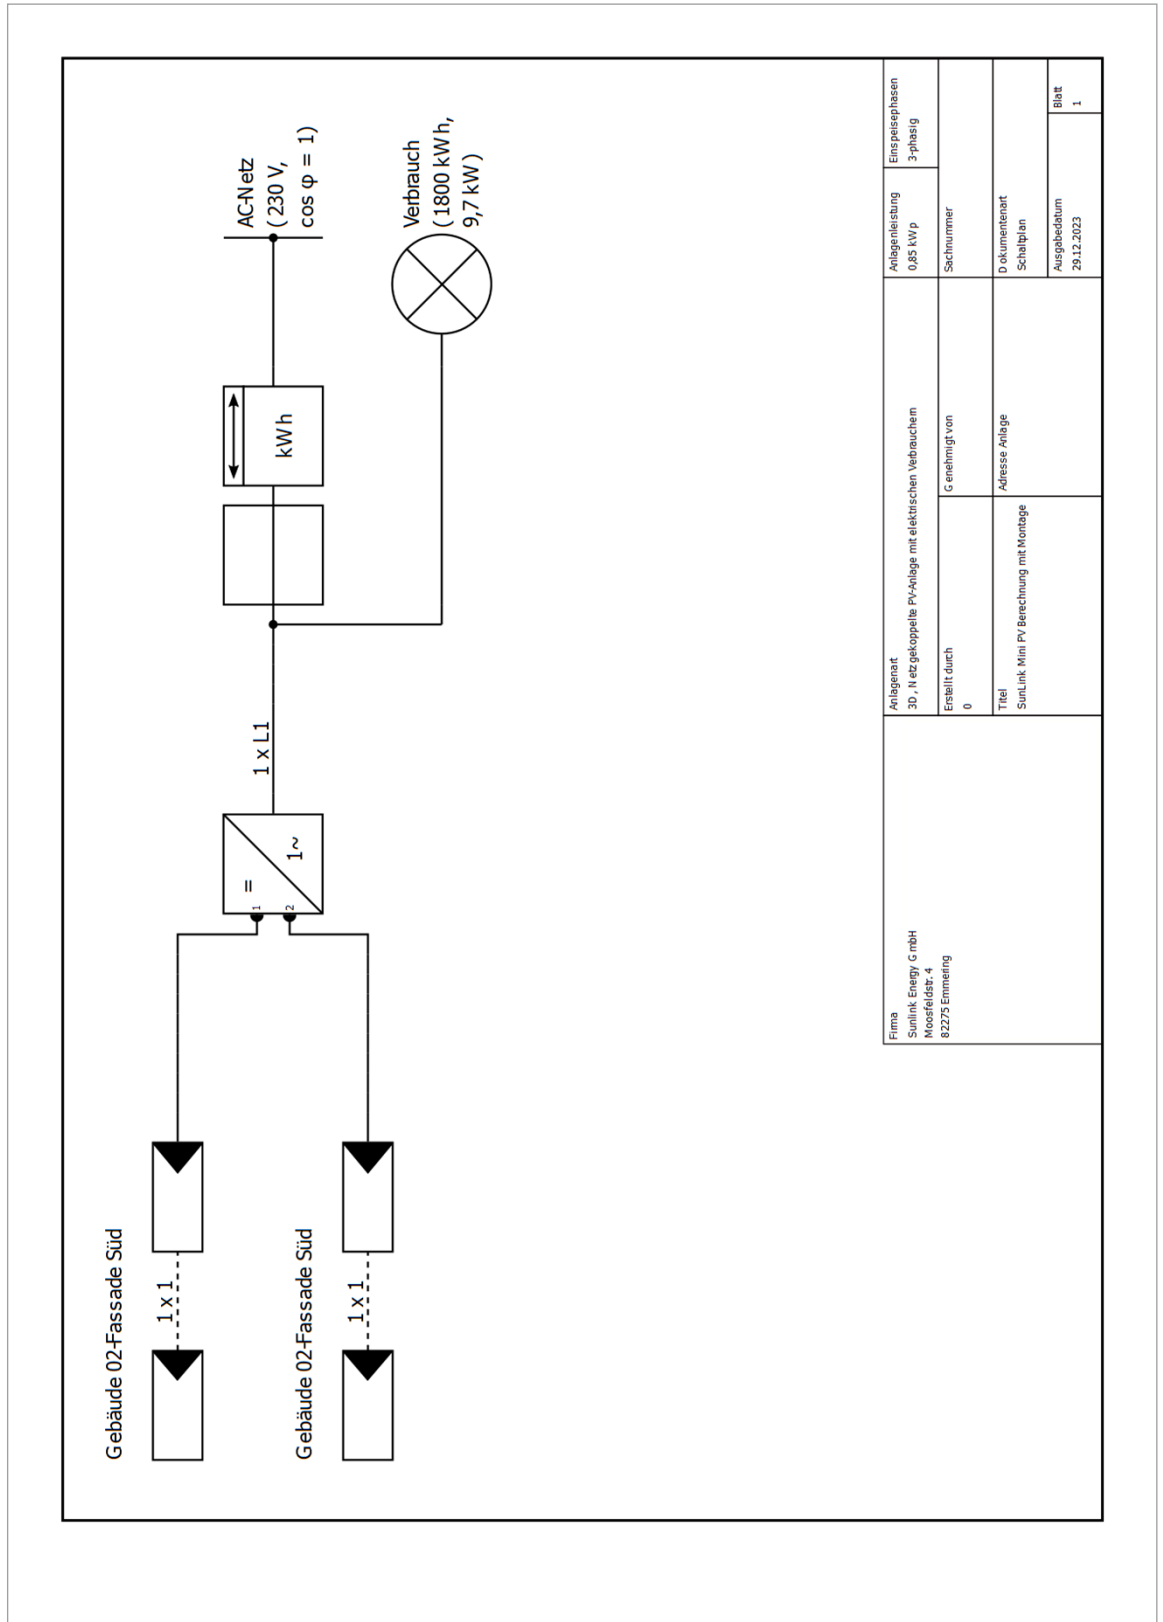 Gebäude 02-Fassade Süd
1 x 1
Gebäude 02-Fassade Süd
1 x 1
=
1~
1
2
1 x L1
kWh
AC-Netz
(230 V,
cos φ = 1)
Verbrauch
(1800 kWh,
9,7 kW)
Firma
Sunlink Energy GmbH
Moosfeldstr. 4
82275 Emmering
Anlagenart
3D, Netzgekoppelte PV-Anlage mit elektrischen Verbrauchern
Anlagenleistung
0,85 kWp
Einspeisephasen
3-phasig
Erstellt durch
0
Genehmigt von
Sachnummer
Titel
SunLink Mini PV Berechnung mit Montage
Adresse Anlage
Dokumentenart
Schaltplan
Ausgabedatum
29.12.2023
Blatt
1